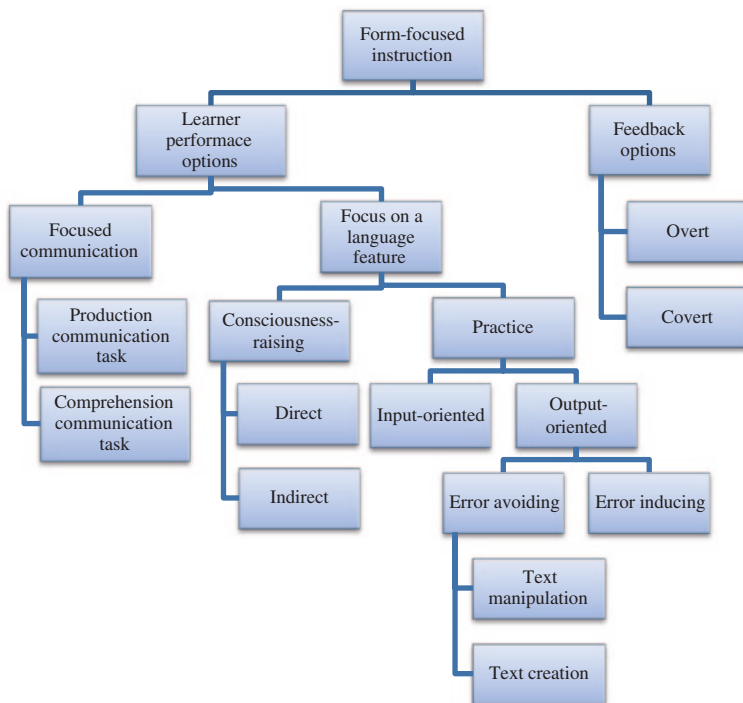 Form-focused
instruction
Learner
performace
options
Feedback
options
Focused
communication
Focus on a
language
feature
Overt
Production
communication
task
Consciousness-
raising
Practice
Covert
Comprehension
communication
task
Direct
Input-oriented
Output-
oriented
Indirect
Error avoiding
Error inducing
Text
manipulation
Text creation